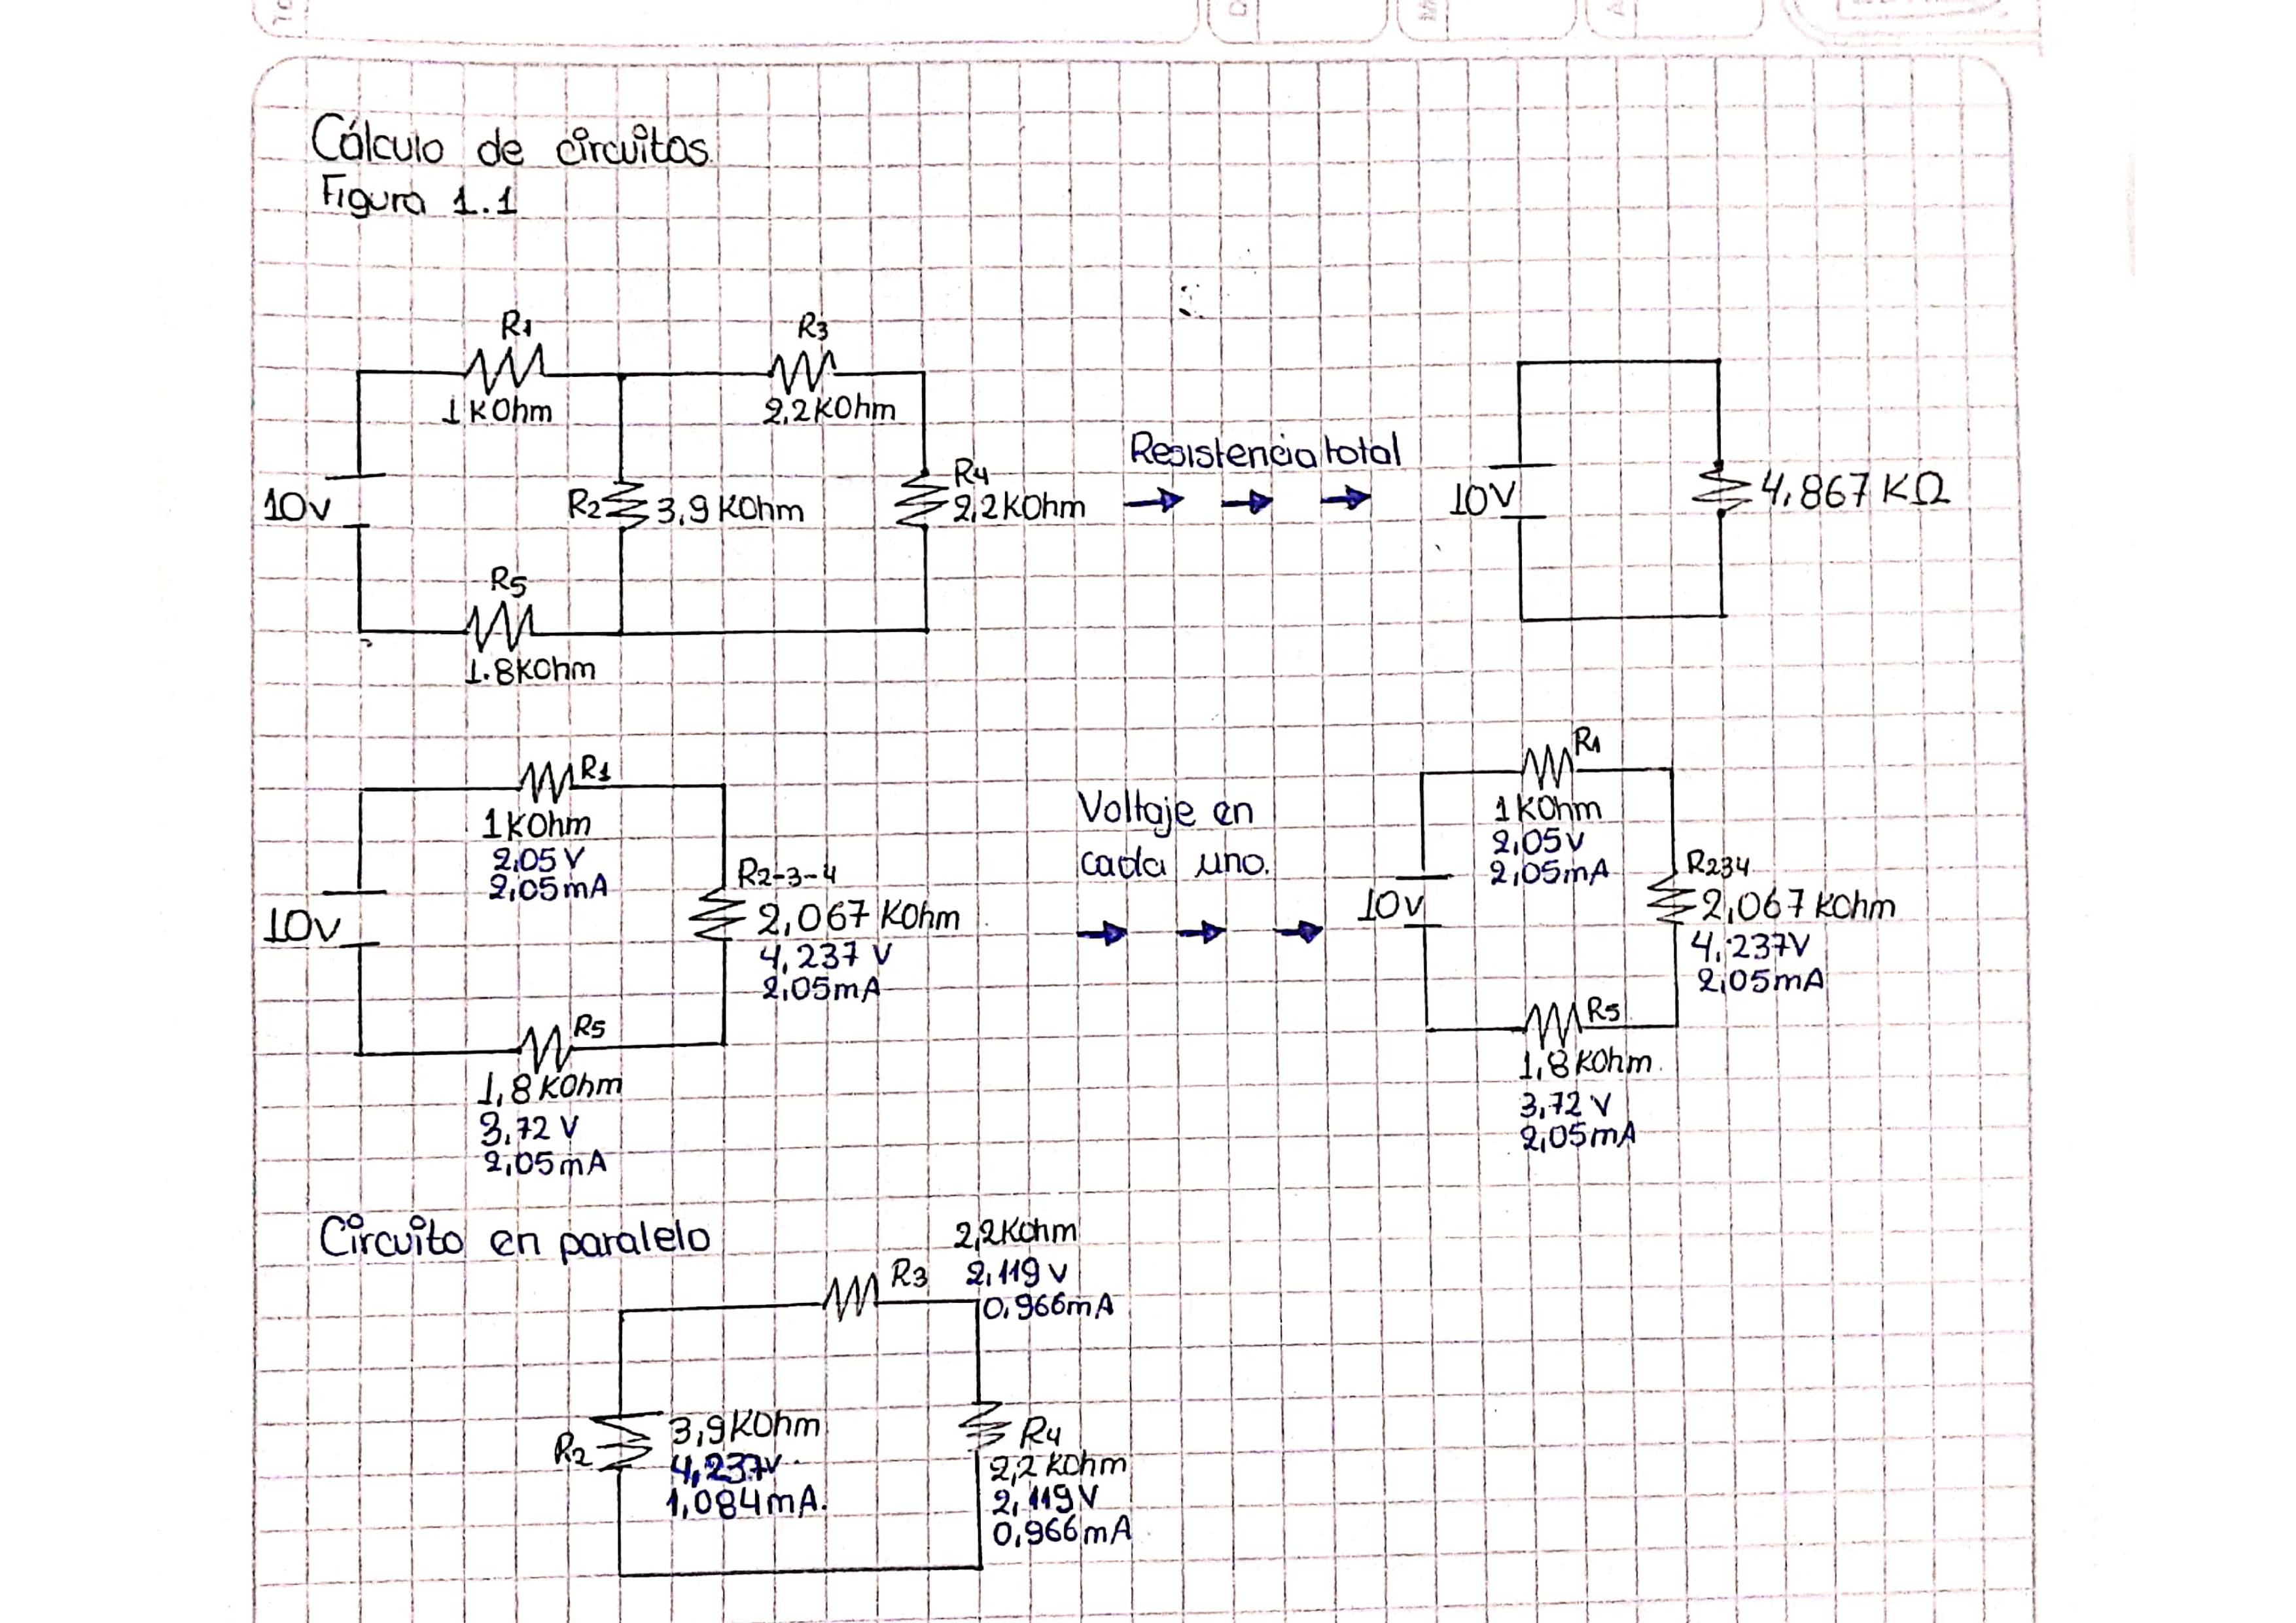 Cálculo de circuitos.
Figura 1.1
R1
1 KOhm
R3
2,2KOhm
10v
R2
3,9 KOhm
R4
2,2KOhm
R5
1.8KOhm
Resistencia total
10V
4,867 KΩ
R1
1KOhm
2,05 V
2,05mA
10v
R2-3-4
2,067 KOhm
4,237 V
2,05mA
R5
1,8 KOhm
3,72 V
2,05mA
Voltaje en
cada uno.
R1
1KOhm
2,05v
2,05mA
10v
R234
2,067 KOhm
4,237V
2,05mA
R5
1,8 KOhm.
3,72 V
2,05mA
Circuito en paralelo
2,2KOhm
R3
2,119 v
0,966mA
R2
3,9KOhm
4,237v.
1,084mA.
R4
2,2 KOhm
2,119V
0,966mA